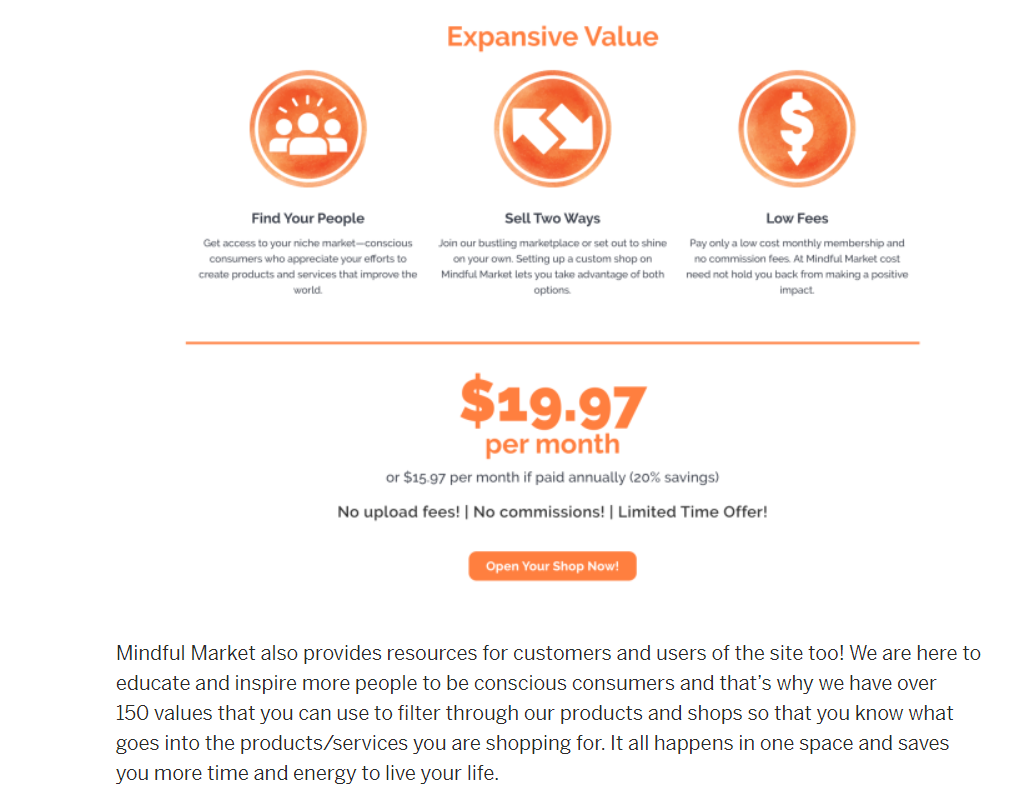 Expansive Value
Find Your People
Get access to your niche market—conscious
consumers who appreciate your efforts to
create products and services that improve the
world.
Sell Two Ways
Join our bustling marketplace or set out to shine
on your own. Setting up a custom shop on
Mindful Market lets you take advantage of both
options.
Low Fees
Pay only a low cost monthly membership and
no commission fees. At Mindful Market cost
need not hold you back from making a positive
impact.
$19.97
per month
or $15.97 per month if paid annually (20% savings)
No upload fees! | No commissions! | Limited Time Offer!
Open Your Shop Now!
Mindful Market also provides resources for customers and users of the site too! We are here to
educate and inspire more people to be conscious consumers and that’s why we have over
150 values that you can use to filter through our products and shops so that you know what
goes into the products/services you are shopping for. It all happens in one space and saves
you more time and energy to live your life.